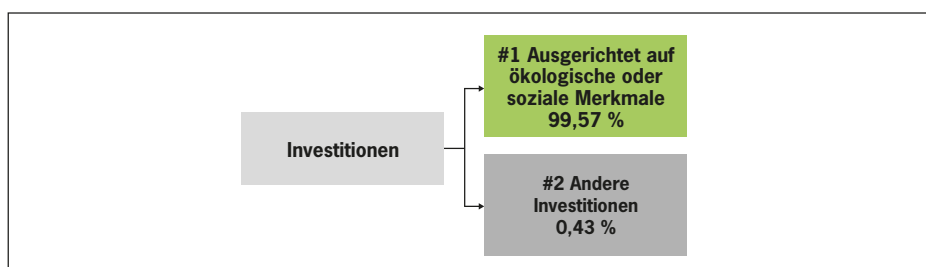 #1 Ausgerichtet auf
ökologische oder
soziale Merkmale
99,57 %
Investitionen
#2 Andere
Investitionen
0,43 %